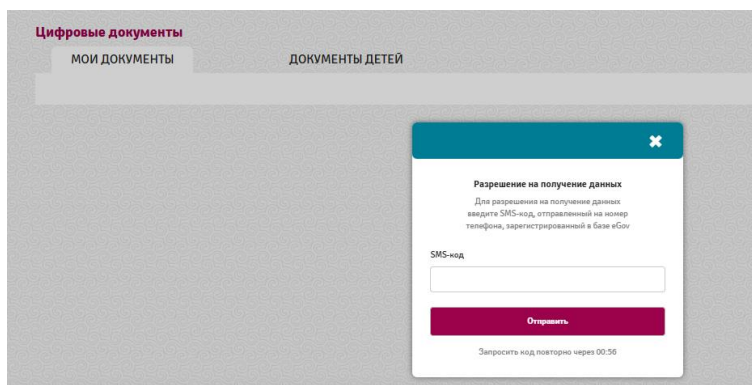 Цифровые документы
МОИ ДОКУМЕНТЫ ДОКУМЕНТЫ ДЕТЕЙ
Разрешение на получение данных
Для разрешения на получение данных
введите SMS-код, отправленный на номер
телефона, зарегистрированный в базе eGov
SMS-код
Отправить
Запросить код повторно через 00:56